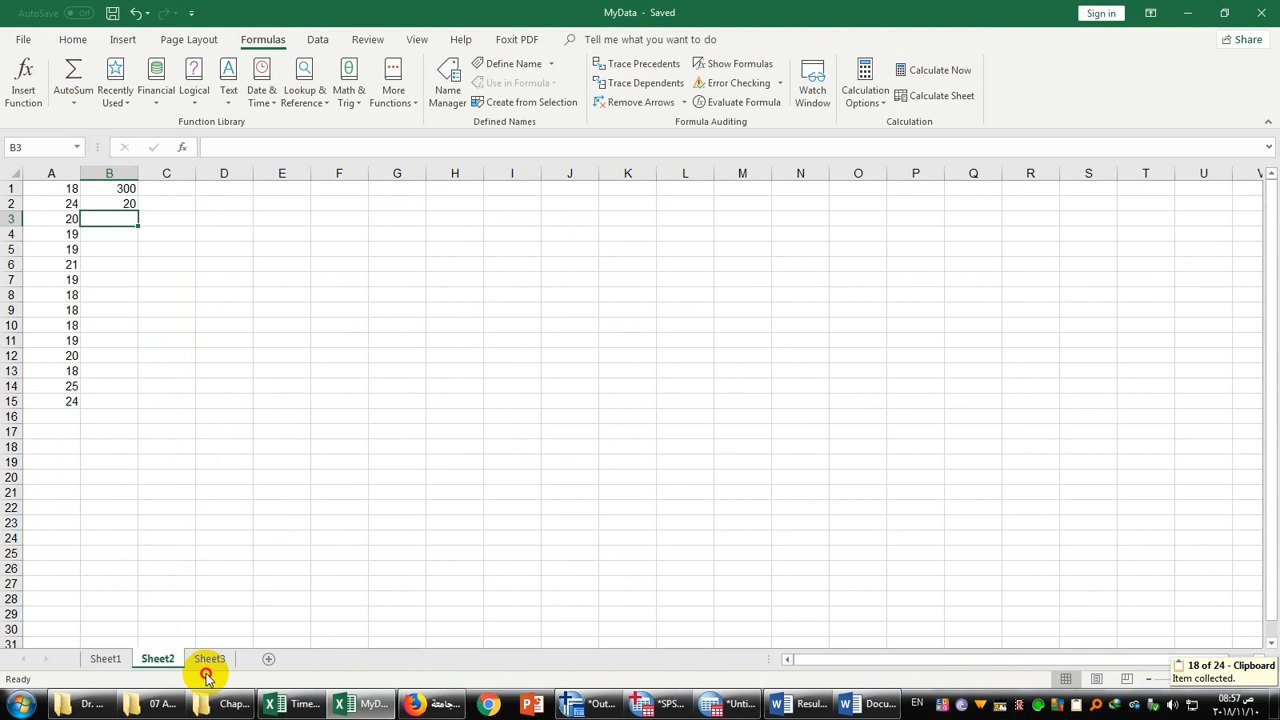 AutoSave Off
MyData - Saved
Sign in
File Home Insert Page Layout Formulas Data Review View Help Foxit PDF Tell me what you want to do Share
Insert Function
AutoSum
Recently Used
Financial
Logical
Text
Date & Time
Lookup & Reference
Math & Trig
More Functions
Function Library
Name Manager
Define Name
Use in Formula
Create from Selection
Defined Names
Trace Precedents
Trace Dependents
Remove Arrows
Show Formulas
Error Checking
Evaluate Formula
Formula Auditing
Watch Window
Calculation Options
Calculate Now
Calculate Sheet
Calculation
B3 fx
A B C D E F G H I J K L M N O P Q R S T U V
1 18 300
2 24 20
3 20
4 19
5 19
6 21
7 19
8 18
9 18
10 18
11 19
12 20
13 18
14 25
15 24
16
17
18
19
20
21
22
23
24
25
26
27
28
29
30
31
Sheet1 Sheet2 Sheet3
18 of 24 - Clipboard
Item collected.
Ready
Dr. ... 07 A... Chap... Time... MyD... جامعة *Out... *SPS... *Unti... Resul... Docu... EN
08:57 ص
٢٠١٨/١١/١٠